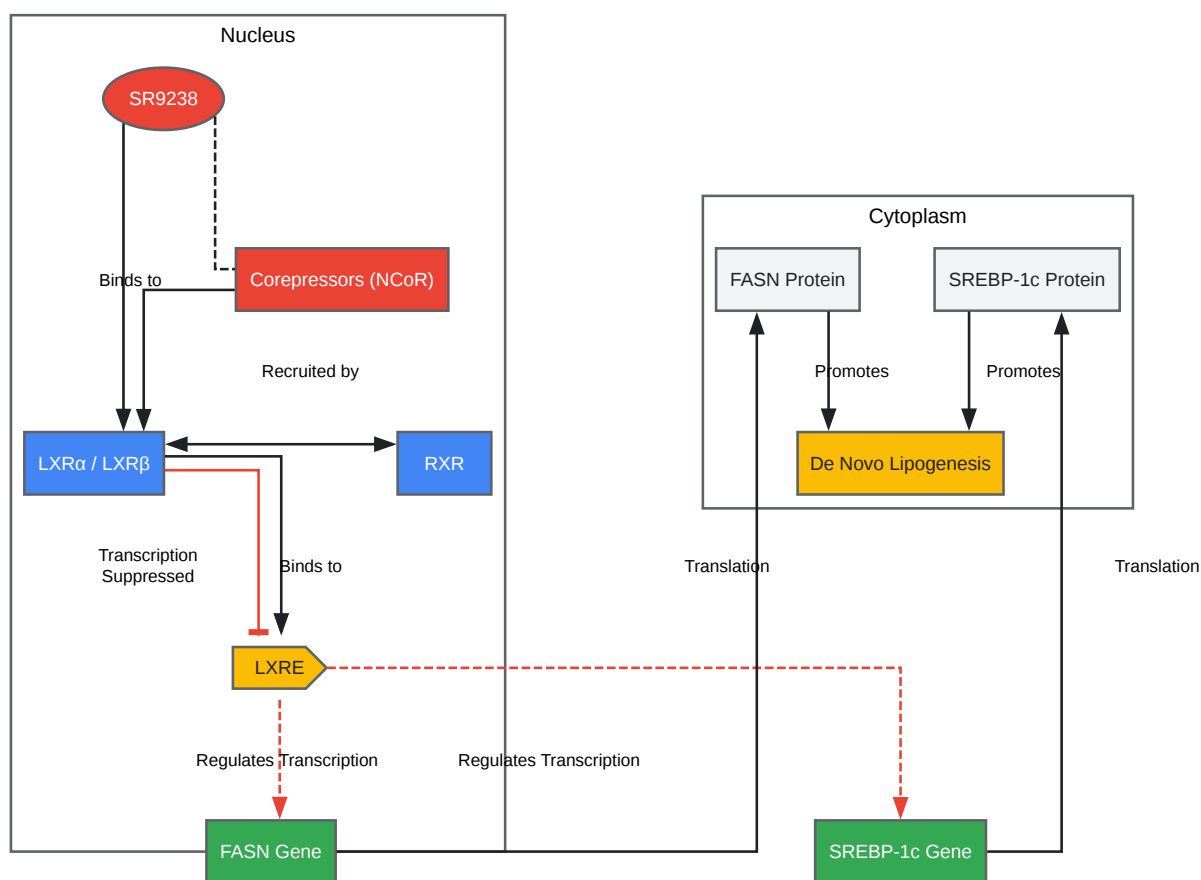 Nucleus
SR9238
Cytoplasm
Binds to
Corepressors (NCoR)
FASN Protein
SREBP-1c Protein
Recruited by
Promotes
Promotes
LXRα / LXRβ
RXR
De Novo Lipogenesis
Transcription
Suppressed
Binds to
Translation
Translation
LXRE
Regulates Transcription
Regulates Transcription
FASN Gene
SREBP-1c Gene